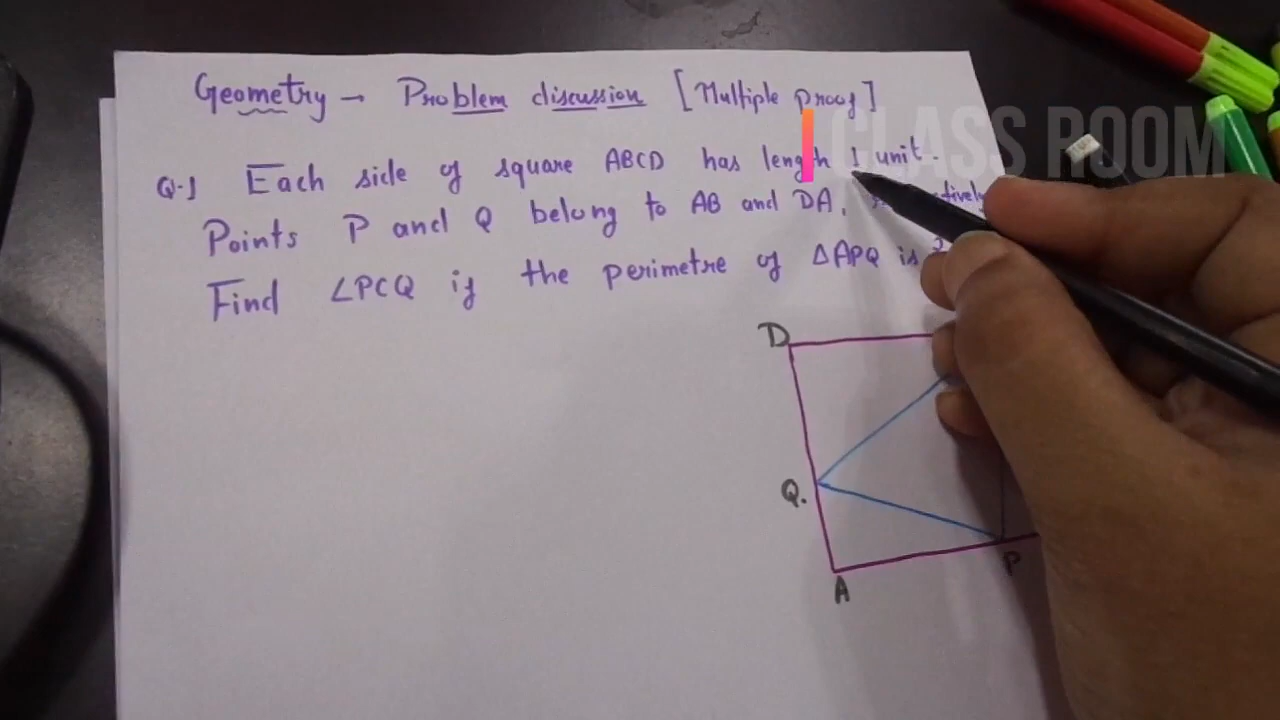 Geometry → Problem discussion [Multiple proof]
CLASS ROOM
Q-1 Each side of square ABCD has length 1 unit.
Points P and Q belong to AB and DA,
Find ∠PCQ if the perimetre of ΔAPQ is
D
Q.
P
A